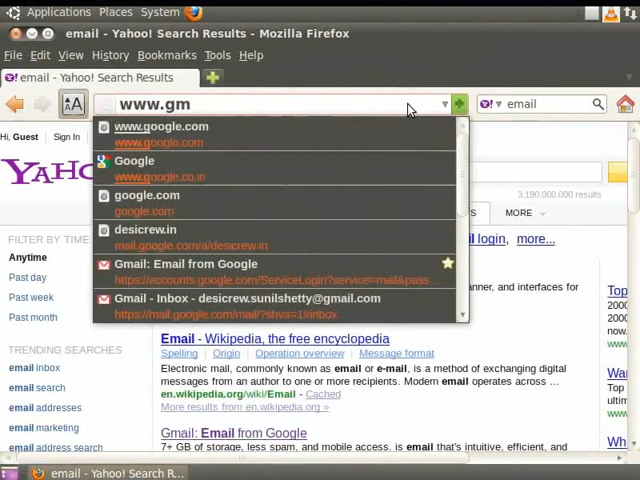 Applications Places System
email - Yahoo! Search Results - Mozilla Firefox
File Edit View History Bookmarks Tools Help
email - Yahoo! Search Results
www.gm
email
Hi, Guest Sign In
www.google.com
www.google.com
Google
www.google.co.in
google.com
google.com
desicrew.in
mail.google.com/a/desicrew.in
Gmail: Email from Google
https://accounts.google.com/ServiceLogin?service=mail&pass...
Gmail - Inbox - desicrew.sunilshetty@gmail.com
https://mail.google.com/mail/?shva=1#inbox
YAHO
3,190,000,000 results
S MORE
FILTER BY TIME
Anytime
Past day
Past week
Past month
TRENDING SEARCHES
email inbox
email search
email addresses
email marketing
email address search
login, more...
anner, and interfaces for
Email - Wikipedia, the free encyclopedia
Spelling Origin Operation overview Message format
Electronic mail, commonly known as email or e-mail, is a method of exchanging digital
messages from an author to one or more recipients. Modern email operates across ...
en.wikipedia.org/wiki/Email - Cached
More results from en.wikipedia.org »
Gmail: Email from Google
7+ GB of storage, less spam, and mobile access. is email that's intuitive, efficient, and
Top
2000
2000
www
Wan
Top
ultim
www
Wh
email - Yahoo! Search R...